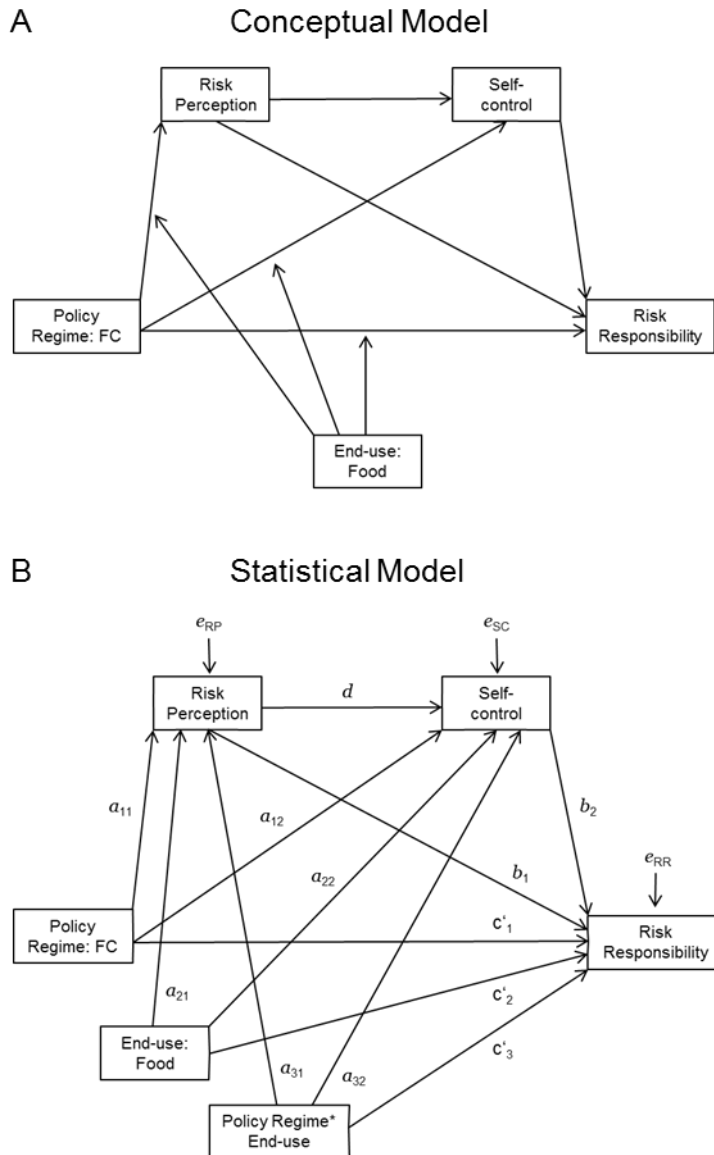 A Conceptual Model
Risk
Perception
Self-
control
Policy
Regime: FC
Risk
Responsibility
End-use:
Food
B Statistical Model
eRP
eSC
Risk
Perception
d
Self-
control
a11
a12
a22
b1
b2
eRR
Policy
Regime: FC
c‘1
Risk
Responsibility
a21
c‘2
End-use:
Food
a31
a32
c‘3
Policy Regime*
End-use